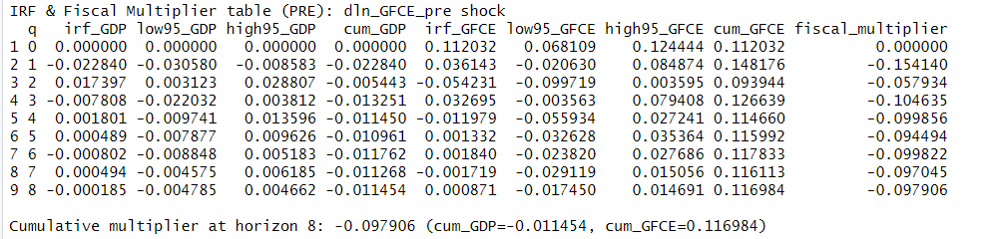 IRF & Fiscal Multiplier table (PRE): dln_GFCE_pre shock
q irf_GDP low95_GDP high95_GDP cum_GDP irf_GFCE low95_GFCE high95_GFCE cum_GFCE fiscal_multiplier
1 0 0.000000 0.000000 0.000000 0.000000 0.112032 0.068109 0.124444 0.112032 0.000000
2 1 -0.022840 -0.030580 -0.008583 -0.022840 0.036143 -0.020630 0.084874 0.148176 -0.154140
3 2 0.017397 0.003123 0.028807 -0.005443 -0.054231 -0.099719 0.003595 0.093944 -0.057934
4 3 -0.007808 -0.022032 0.003812 -0.013251 0.032695 -0.003563 0.079408 0.126639 -0.104635
5 4 0.001801 -0.009741 0.013596 -0.011450 -0.011979 -0.055934 0.027241 0.114660 -0.099856
6 5 0.000489 -0.007877 0.009626 -0.010961 0.001332 -0.032628 0.035364 0.115992 -0.094494
7 6 -0.000802 -0.008848 0.005183 -0.011762 0.001840 -0.023820 0.027686 0.117833 -0.099822
8 7 0.000494 -0.004575 0.006185 -0.011268 -0.001719 -0.029119 0.015056 0.116113 -0.097045
9 8 -0.000185 -0.004785 0.004662 -0.011454 0.000871 -0.017450 0.014691 0.116984 -0.097906
Cumulative multiplier at horizon 8: -0.097906 (cum_GDP=-0.011454, cum_GFCE=0.116984)